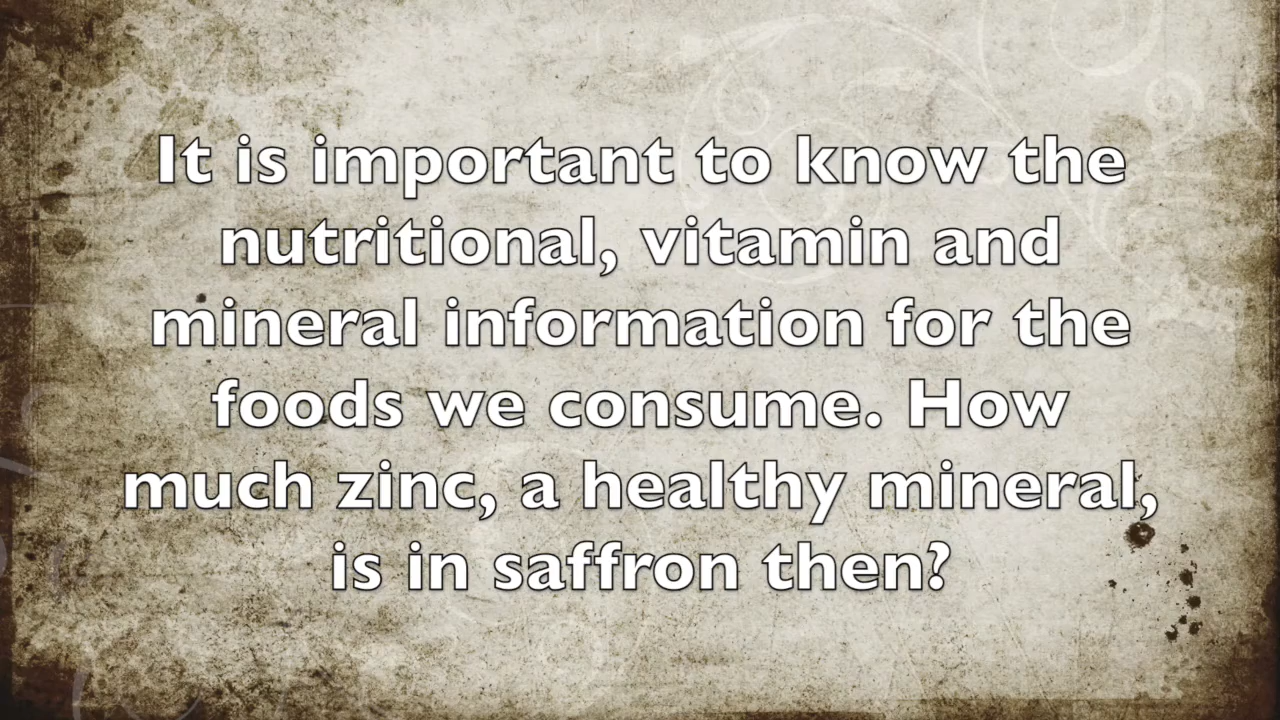 It is important to know the
nutritional, vitamin and
mineral information for the
foods we consume. How
much zinc, a healthy mineral,
is in saffron then?